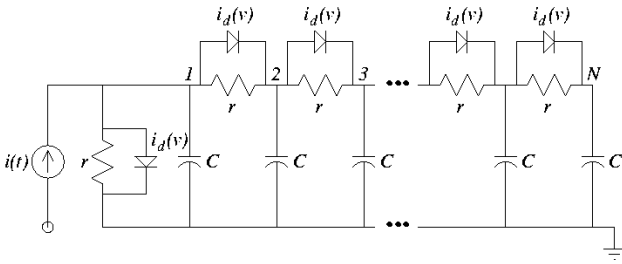 i_d(v) i_d(v) i_d(v) i_d(v)
1 2 3 ••• N
r r r r
i(t) r i_d(v) C C C C C
•••